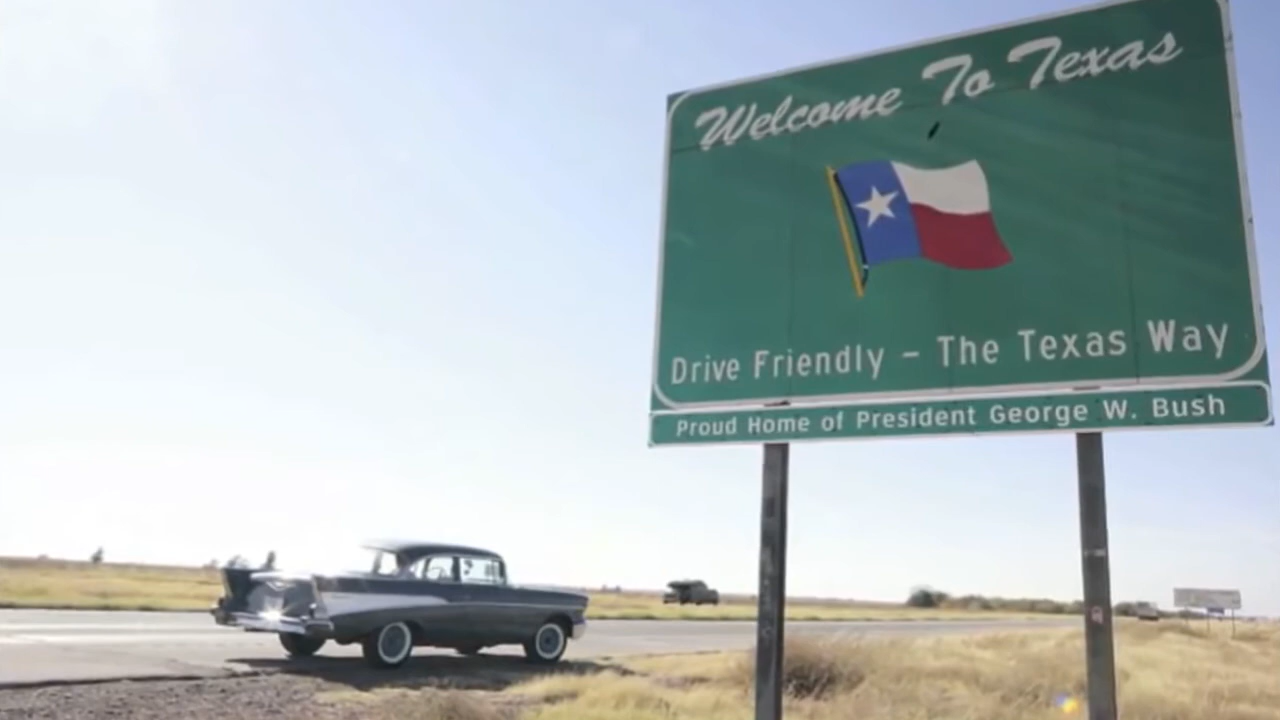 Welcome To Texas
Drive Friendly – The Texas Way
Proud Home of President George W. Bush